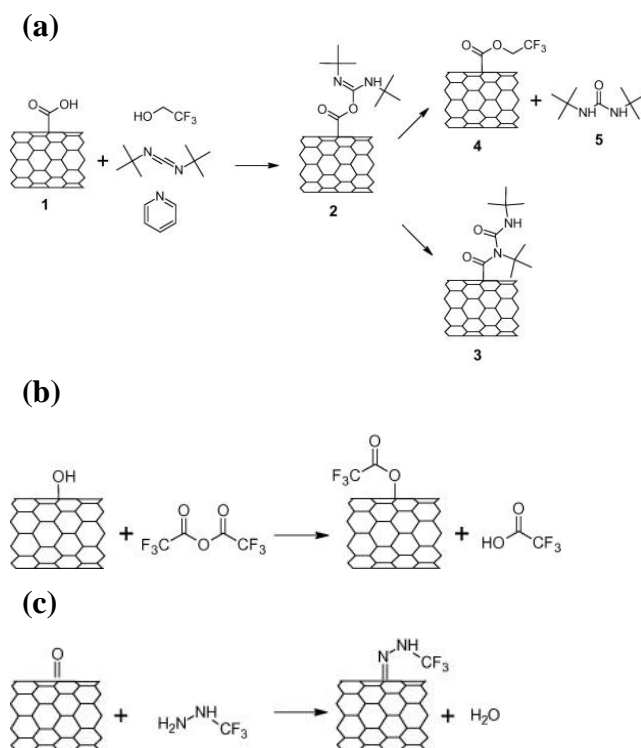 (a)
O OH
HO CF3
N N
N
1 + 2
N NH
O O
O O CF3
4 + O NH NH 5
NH
O N
O
3
(b)
OH
+ F3C O O O CF3
O
F3C O
+ O HO CF3
(c)
O
+ H2N NH CF3
N NH CF3
+ H2O